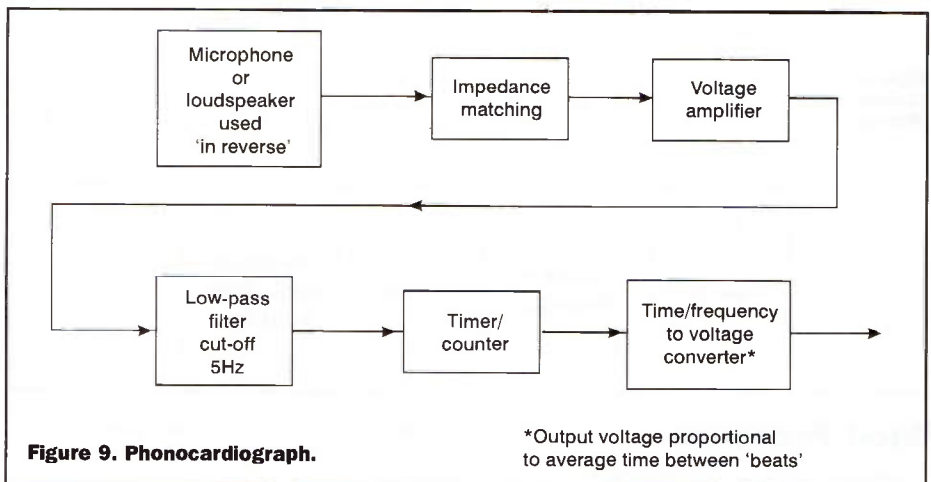 Microphone
or
loudspeaker
used
‘in reverse’
Impedance
matching
Voltage
amplifier
Low-pass
filter
cut-off
5Hz
Timer/
counter
Time/frequency
to voltage
converter*
Figure 9. Phonocardiograph.
*Output voltage proportional
to average time between ‘beats’